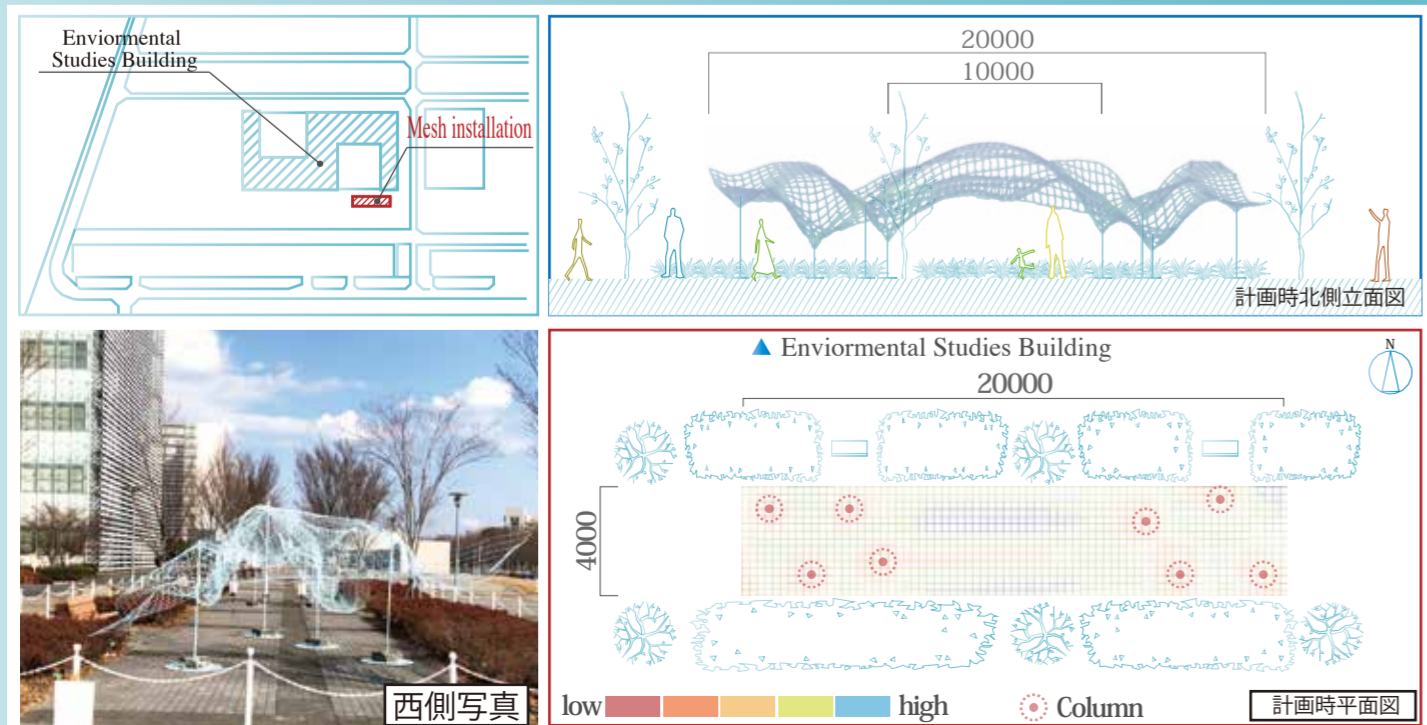 Enviormental
Studies Building
Mesh installation
20000
10000
計画時北側立面図
西側写真
Enviormental Studies Building
N
20000
4000
low
high
Column
計画時平面図